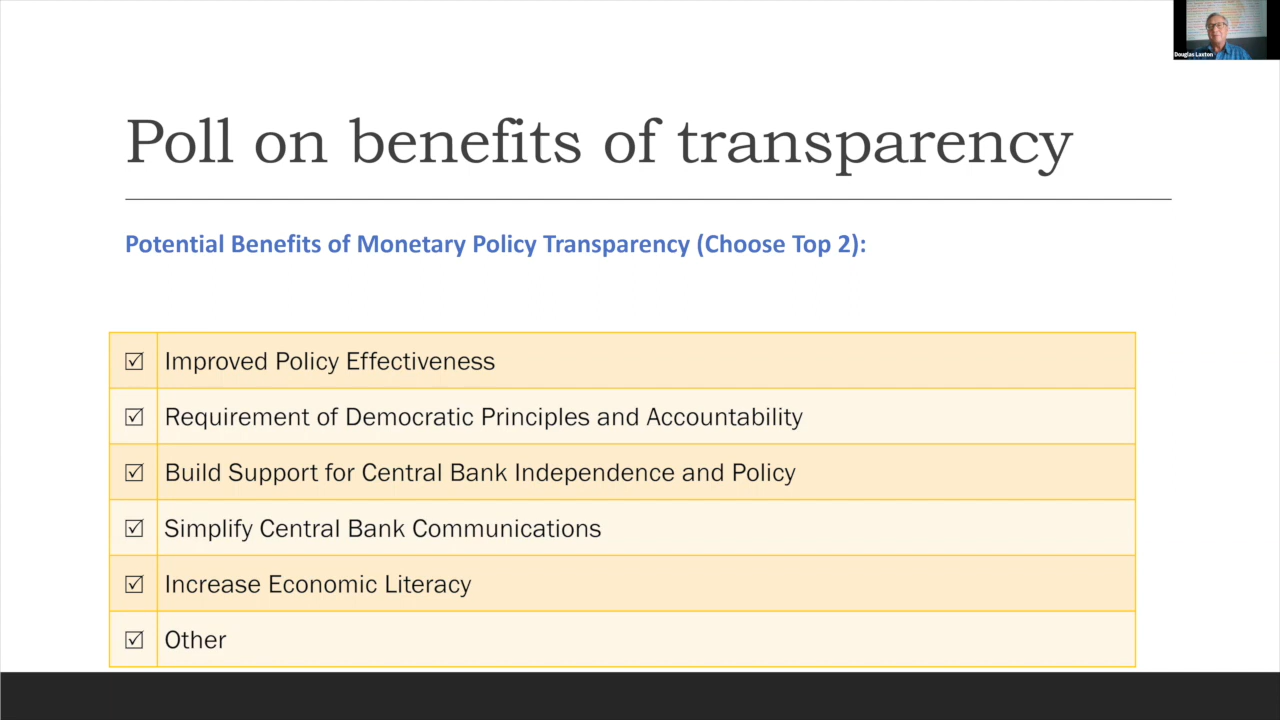 Douglas Laxton
Poll on benefits of transparency
Potential Benefits of Monetary Policy Transparency (Choose Top 2):
☑ Improved Policy Effectiveness
☑ Requirement of Democratic Principles and Accountability
☑ Build Support for Central Bank Independence and Policy
☑ Simplify Central Bank Communications
☑ Increase Economic Literacy
☑ Other